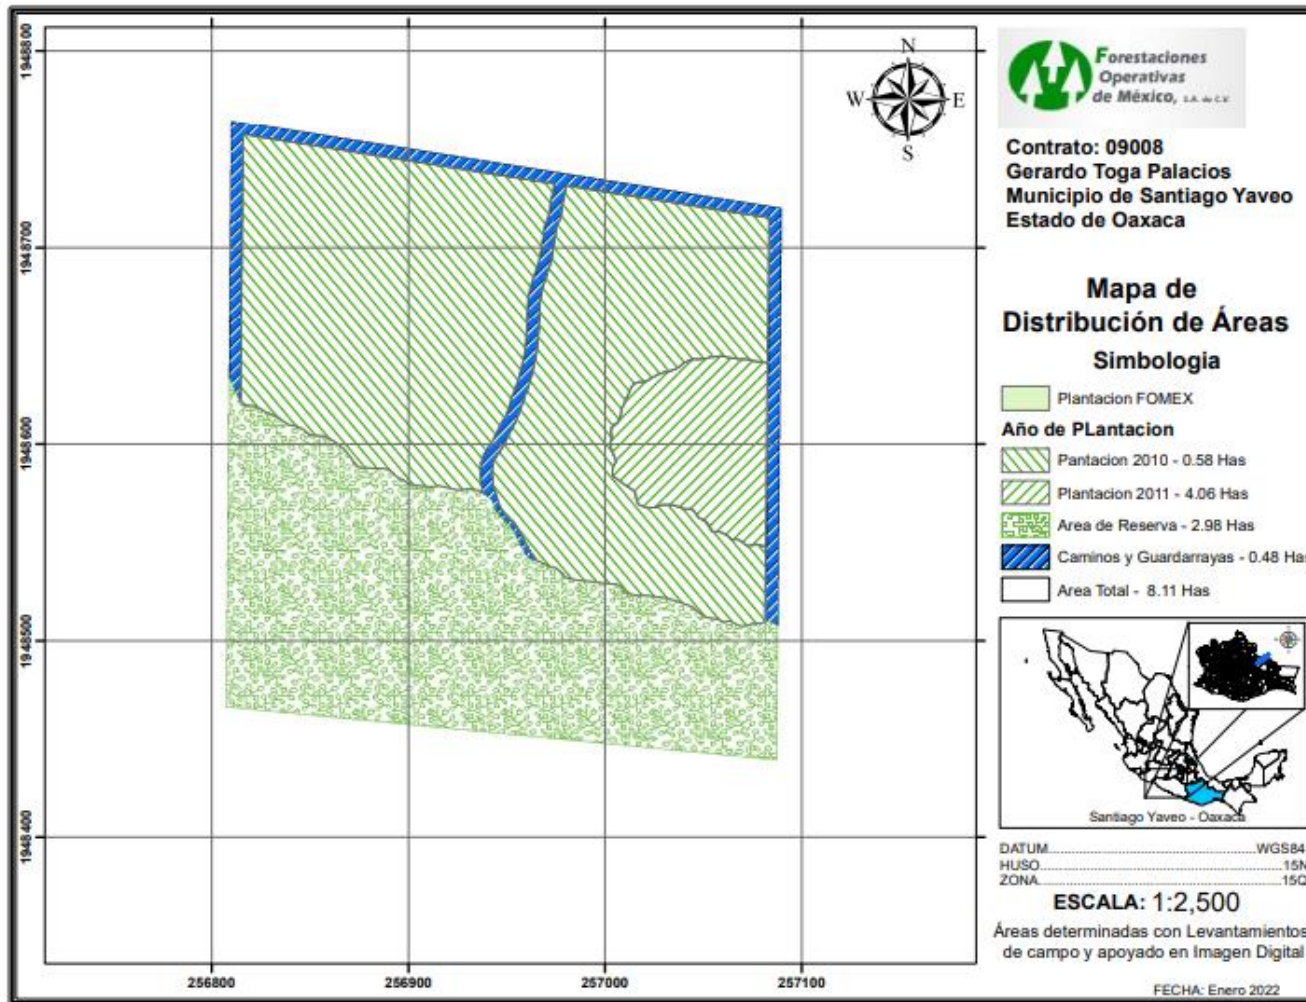 1948800
1948700
1948600
1948500
1948400
256800
256900
257000
257100
N
W
E
S
Forestaciones
Operativas
de México, S.A. de C.V.
Contrato: 09008
Gerardo Toga Palacios
Municipio de Santiago Yaveo
Estado de Oaxaca
Mapa de
Distribución de Áreas
Simbologia
Plantacion FOMEX
Año de PLantacion
Pantacion 2010 - 0.58 Has
Plantacion 2011 - 4.06 Has
Area de Reserva - 2.98 Has
Caminos y Guardarrayas - 0.48 Has
Area Total - 8.11 Has
Santiago Yaveo - Oaxaca
DATUM...WGS84
HUSO...15N
ZONA...15Q
ESCALA: 1:2,500
Áreas determinadas con Levantamientos
de campo y apoyado en Imagen Digital
FECHA: Enero 2022